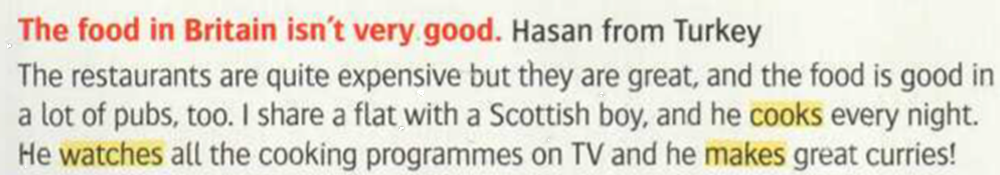 The food in Britain isn't very good. Hasan from Turkey
The restaurants are quite expensive but they are great, and the food is good in
a lot of pubs, too. I share a flat with a Scottish boy, and he cooks every night.
He watches all the cooking programmes on TV and he makes great curries!